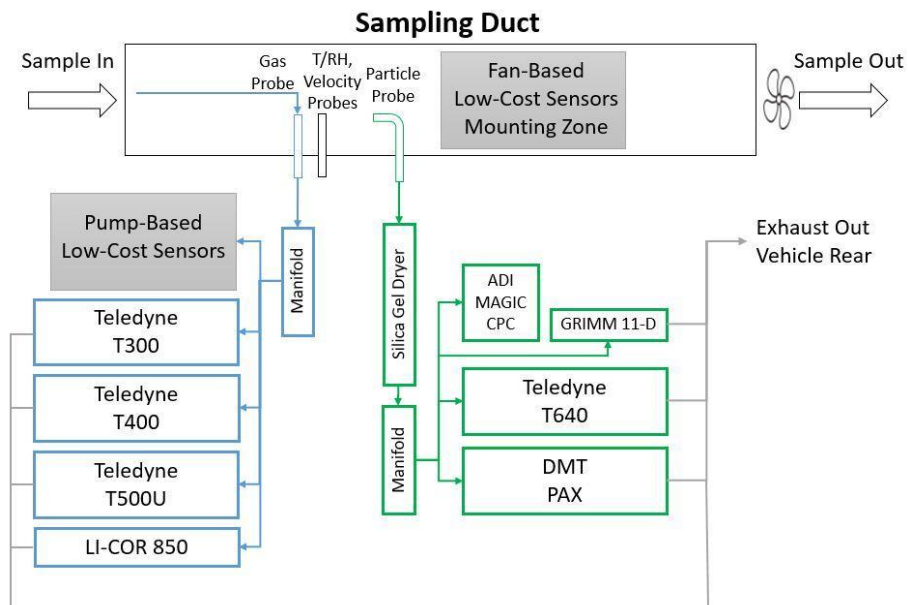 Sampling Duct
Sample In
Gas
Probe
T/RH,
Velocity
Probes
Particle
Probe
Fan-Based
Low-Cost Sensors
Mounting Zone
Sample Out
Pump-Based
Low-Cost Sensors
Manifold
Teledyne
T300
Teledyne
T400
Teledyne
T500U
LI-COR 850
Silica Gel Dryer
Manifold
ADI
MAGIC
CPC
GRIMM 11-D
Teledyne
T640
DMT
PAX
Exhaust Out
Vehicle Rear